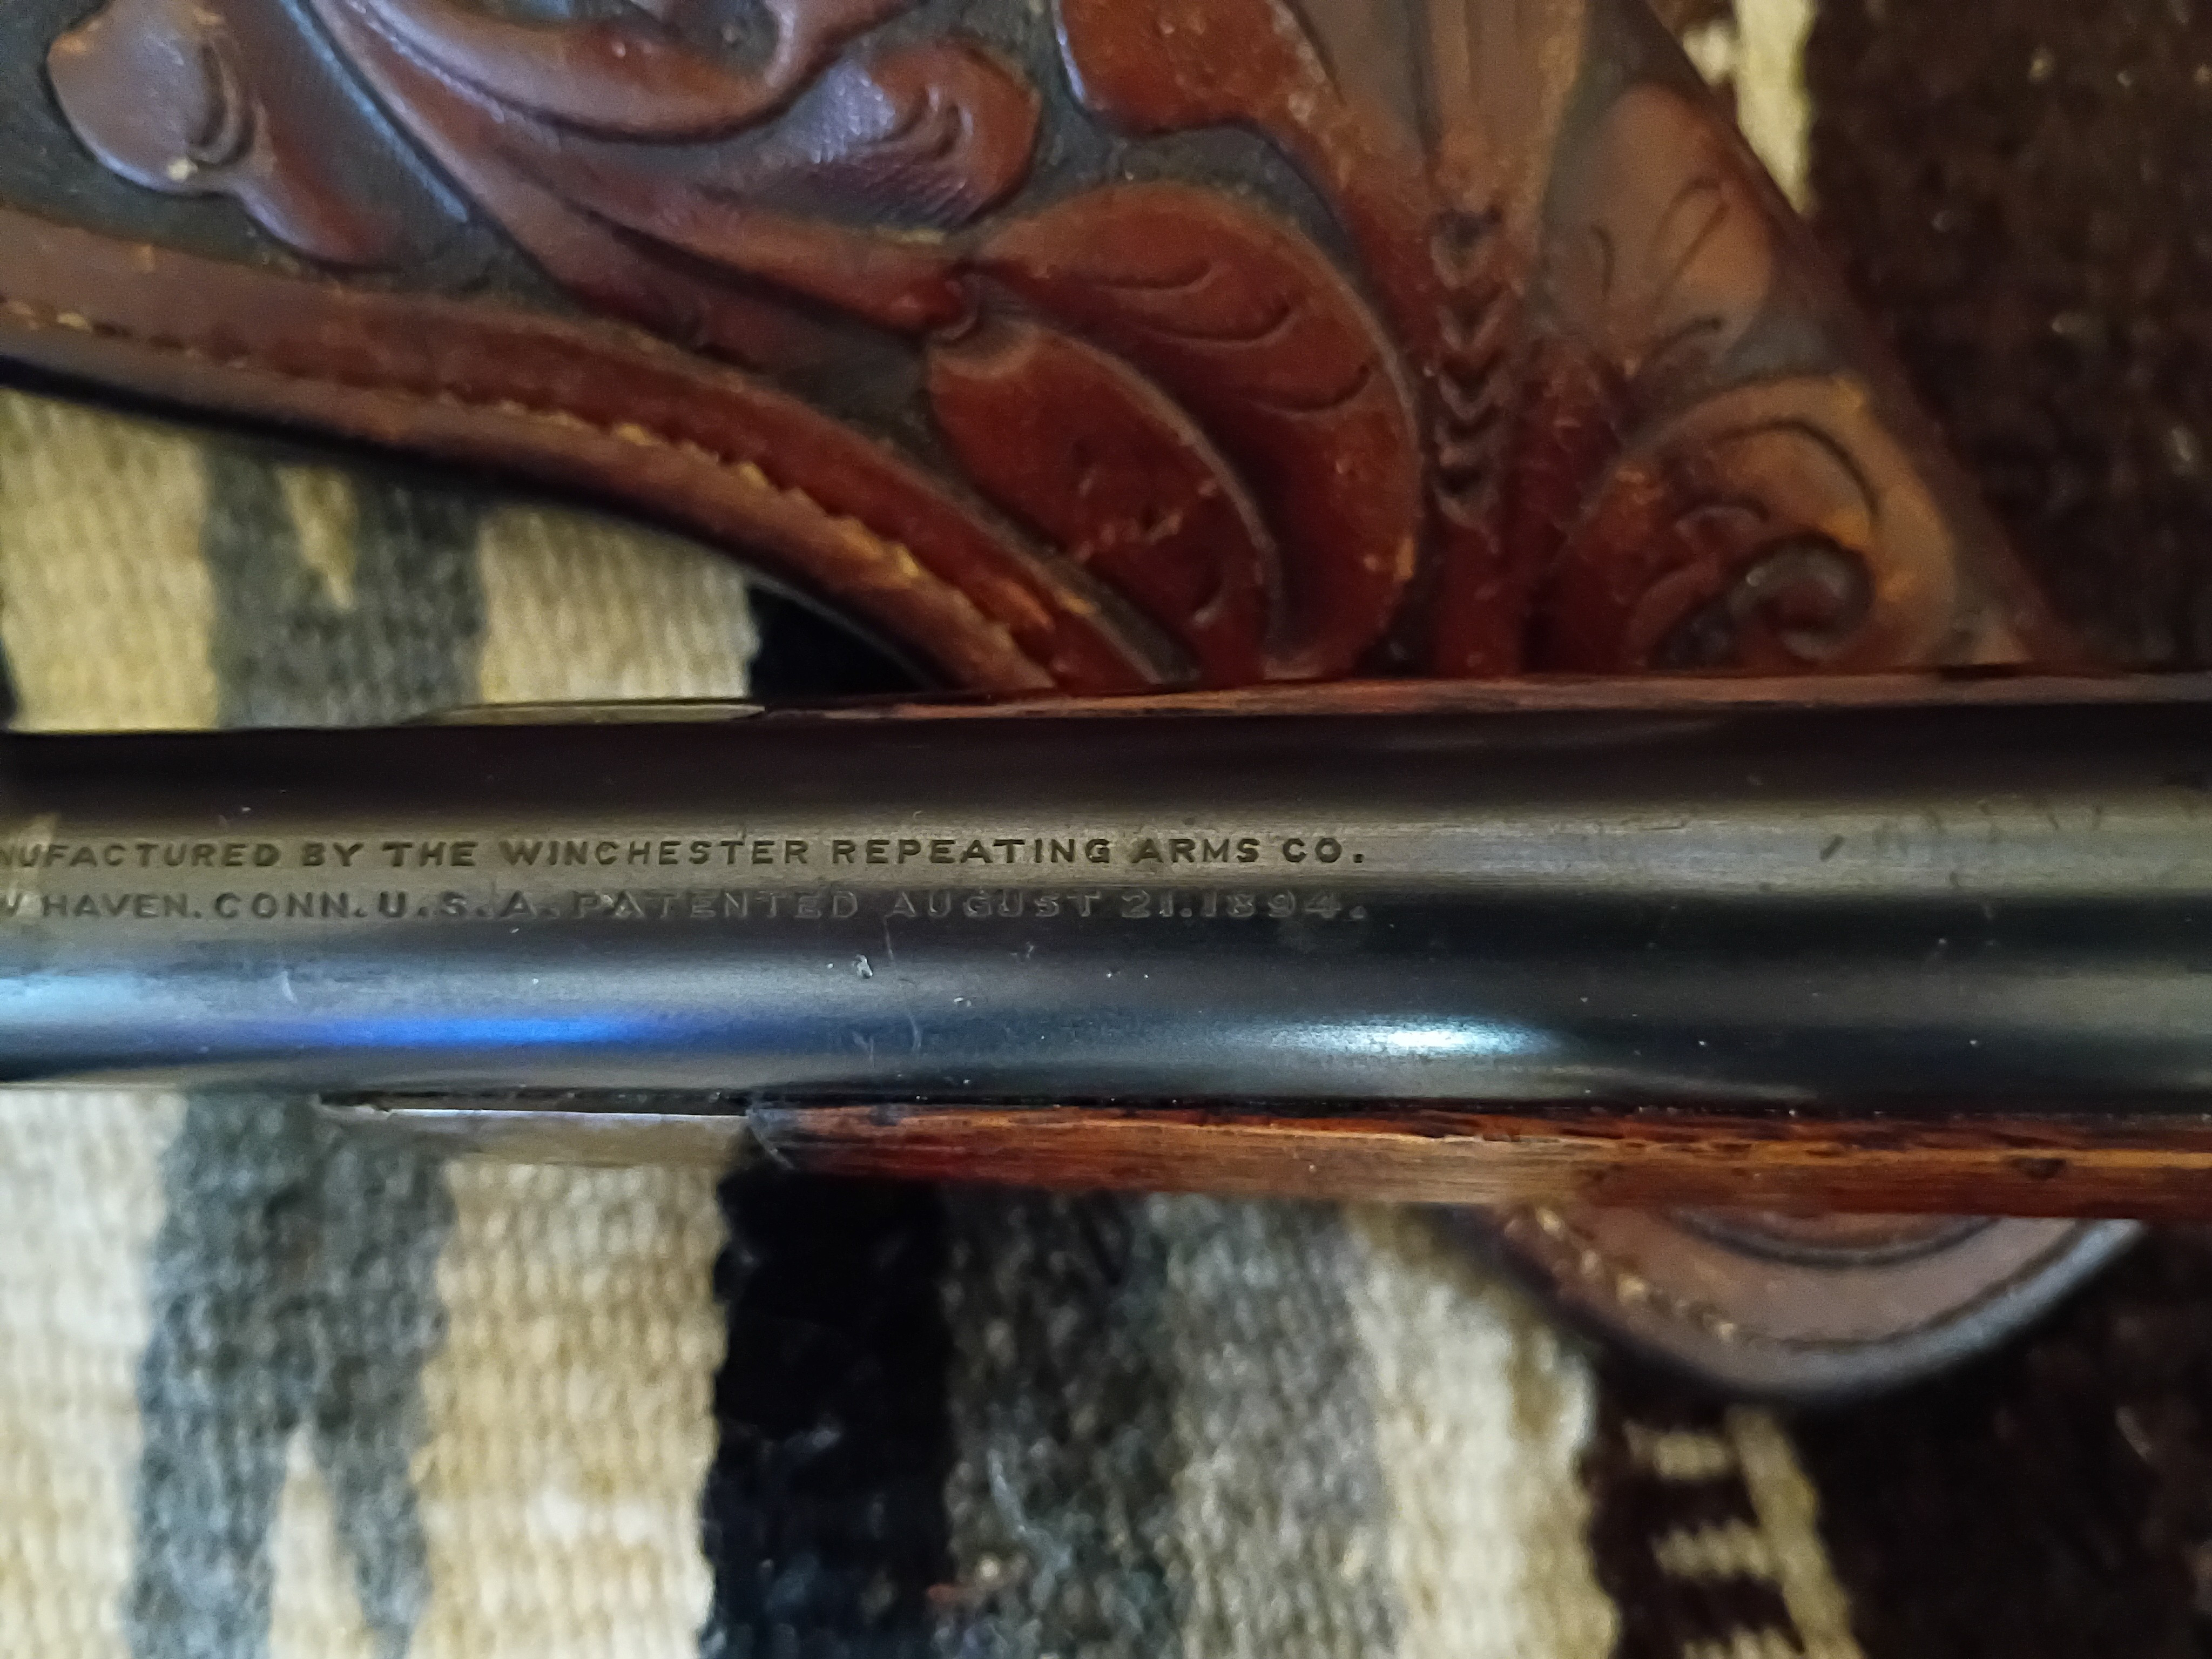 NUFACTURED BY THE WINCHESTER REPEATING ARMS CO.
W HAVEN. CONN. U.S.A. PATENTED AUGUST 21.1894.